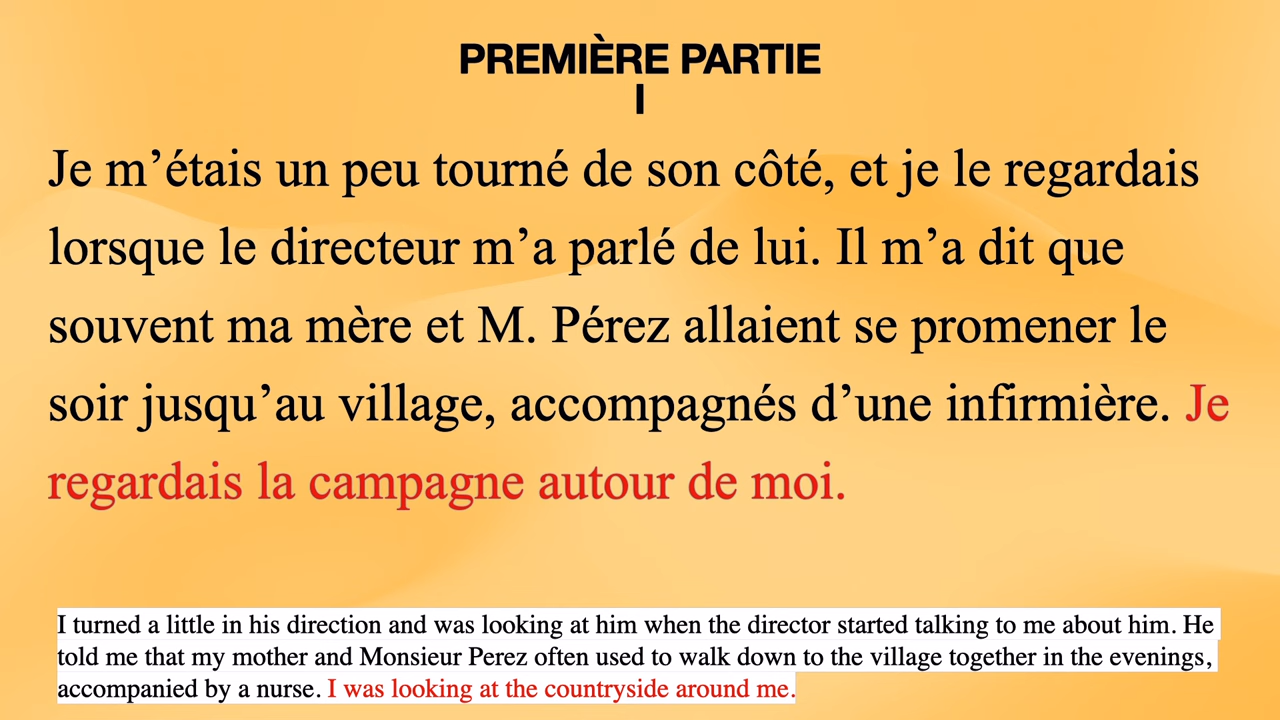 PREMIÈRE PARTIE
I
Je m’étais un peu tourné de son côté, et je le regardais
lorsque le directeur m’a parlé de lui. Il m’a dit que
souvent ma mère et M. Pérez allaient se promener le
soir jusqu’au village, accompagnés d’une infirmière. Je
regardais la campagne autour de moi.
I turned a little in his direction and was looking at him when the director started talking to me about him. He
told me that my mother and Monsieur Perez often used to walk down to the village together in the evenings,
accompanied by a nurse. I was looking at the countryside around me.